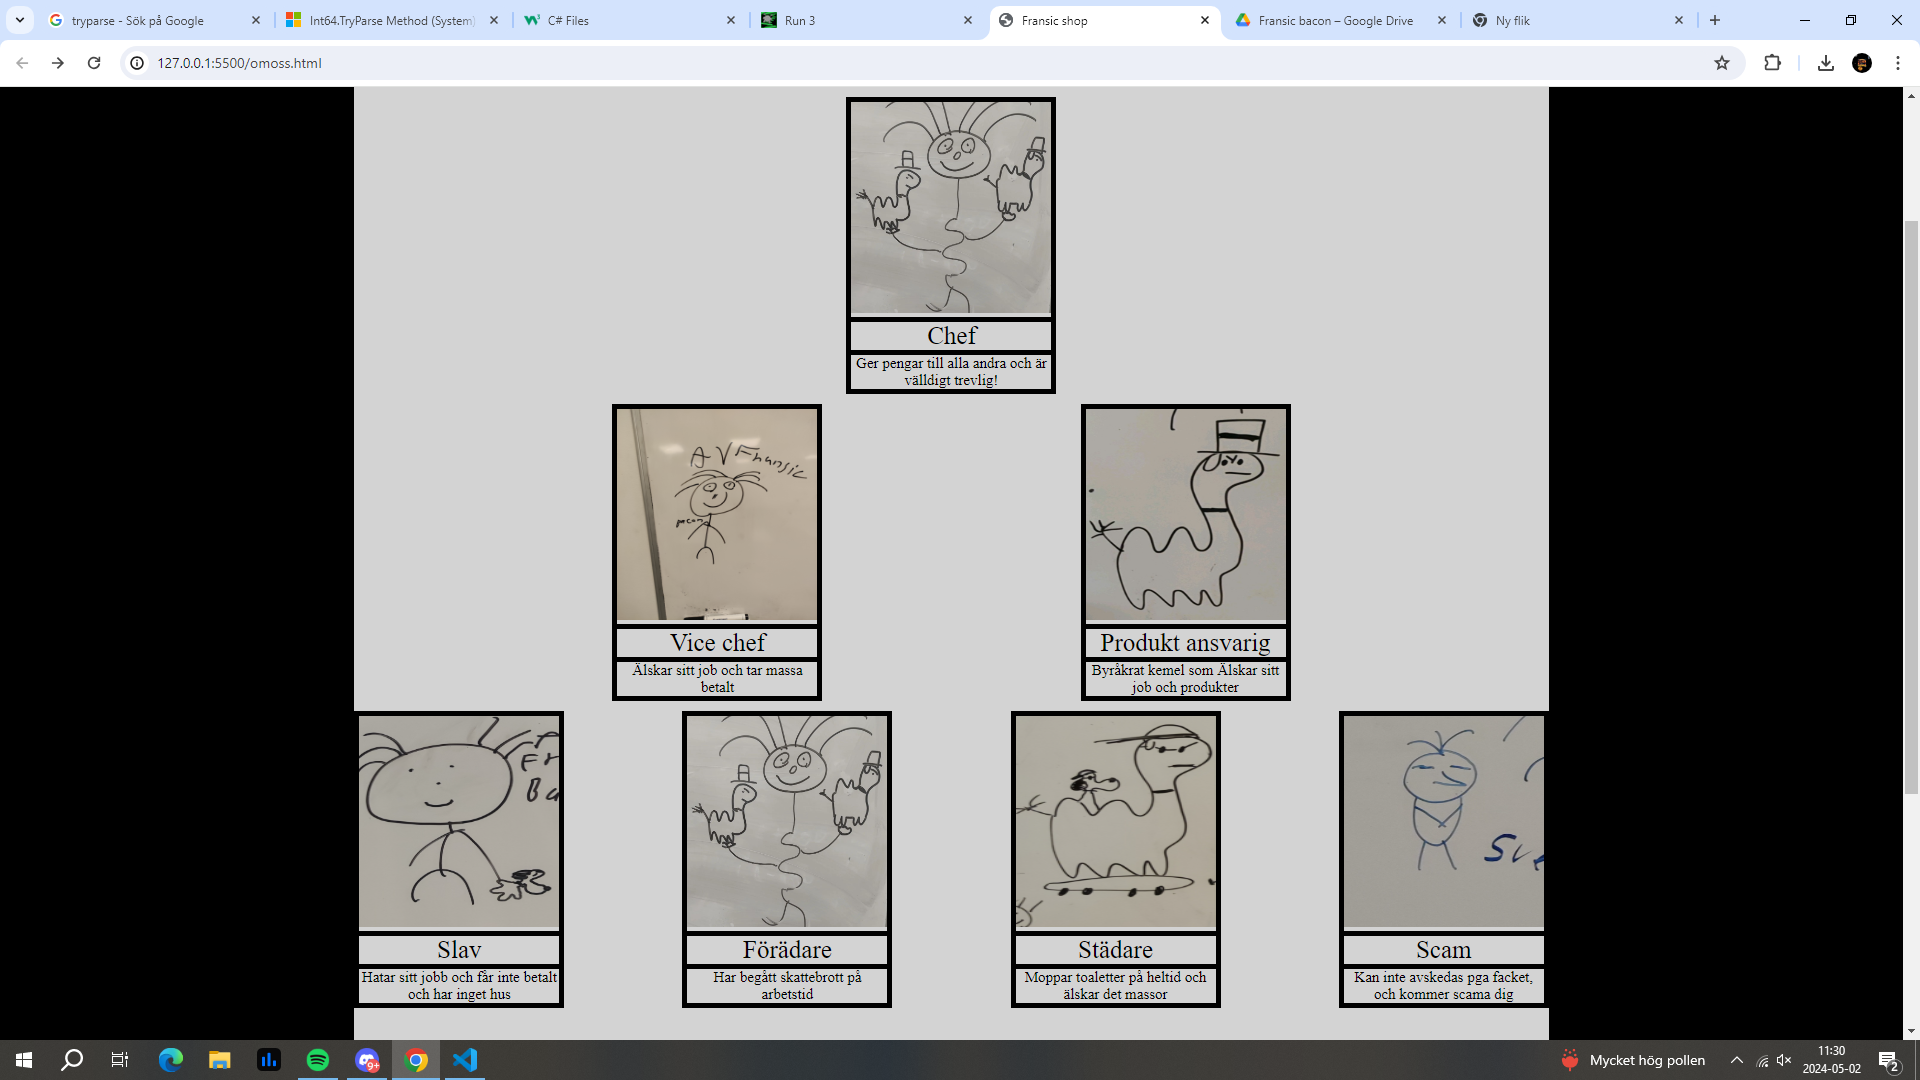 tryparse - Sök på Google
Int64.TryParse Method (System)
C# Files
Run 3
Fransic shop
Fransic bacon – Google Drive
Ny flik
127.0.0.1:5500/omoss.html
Chef
Ger pengar till alla andra och är
välldigt trevlig!
AVFransic
Vice chef
Älskar sitt job och tar massa
betalt
Produkt ansvarig
Byråkrat kemel som Älskar sitt
job och produkter
Fr
Ba
Slav
Hatar sitt jobb och får inte betalt
och har inget hus
Förädare
Har begått skattebrott på
arbetstid
Städare
Moppar toaletter på heltid och
älskar det massor
Sve
Scam
Kan inte avskedas pga facket,
och kommer scama dig
9+
Mycket hög pollen
11:30
2024-05-02
2